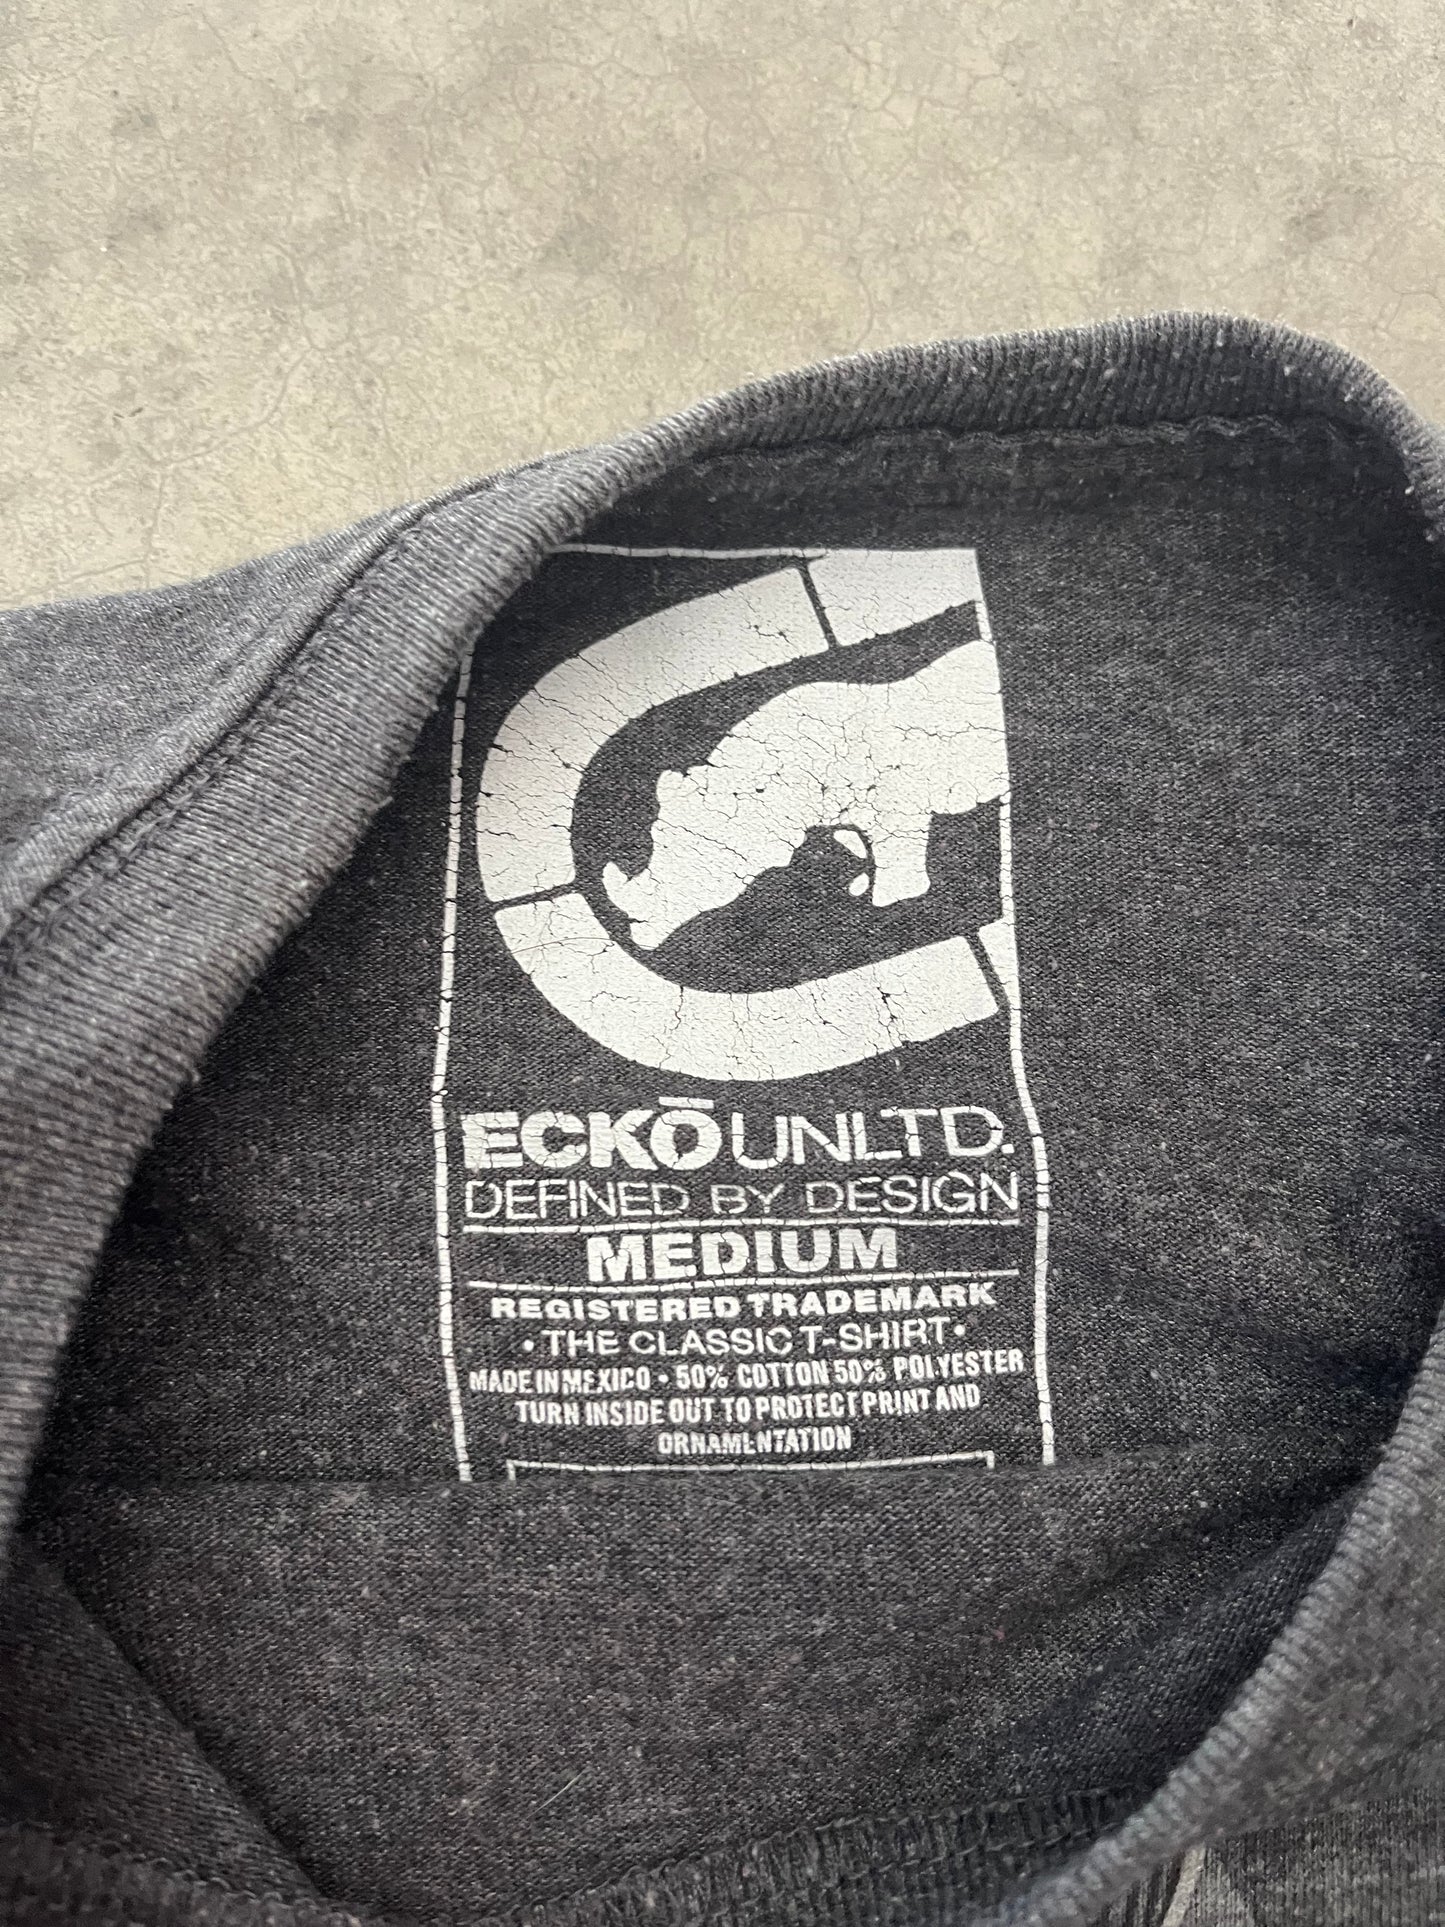 ECKŌ UNLTD.
DEFINED BY DESIGN
MEDIUM
REGISTERED TRADEMARK
• THE CLASSIC T-SHIRT •
MADE IN MEXICO • 50% COTTON 50% POLYESTER
TURN INSIDE OUT TO PROTECT PRINT AND
ORNAMENTATION